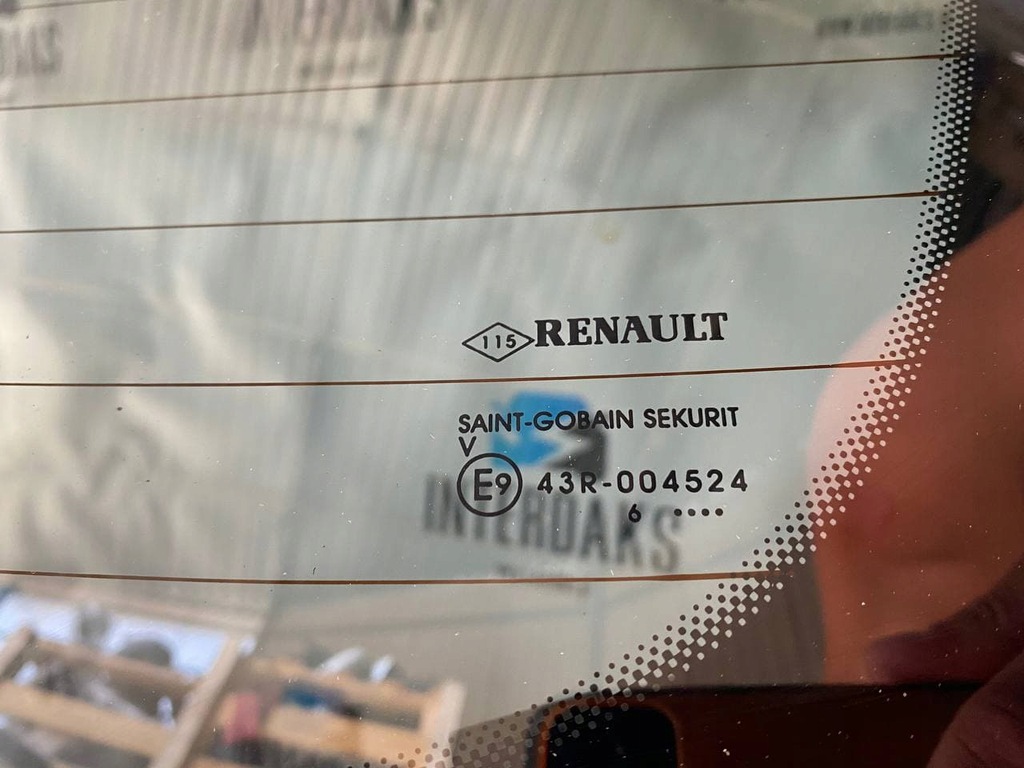 115 RENAULT
SAINT-GOBAIN SEKURIT
V
E9 43R-004524
6 ••••
INTERDAKS